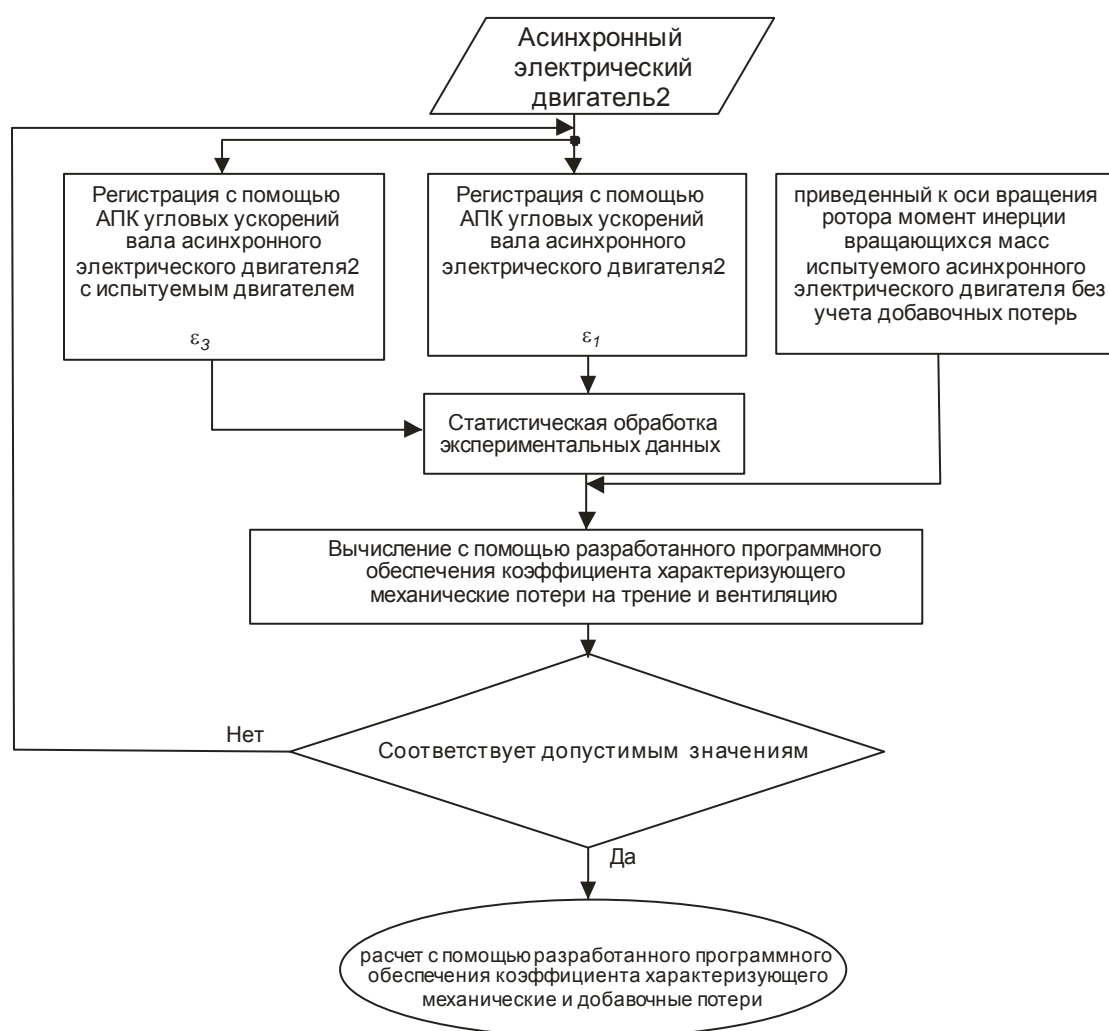 Асинхронный
электрический
двигатель2
Регистрация с помощью
АПК угловых ускорений
вала асинхронного
электрического двигателя2
с испытуемым двигателем
ε3
Регистрация с помощью
АПК угловых ускорений
вала асинхронного
электрического двигателя2
ε1
приведенный к оси вращения
ротора момент инерции
вращающихся масс
испытуемого асинхронного
электрического двигателя без
учета добавочных потерь
Статистическая обработка
экспериментальных данных
Вычисление с помощью разработанного программного
обеспечения коэффициента характеризующего
механические потери на трение и вентиляцию
Нет
Соответствует допустимым значениям
Да
расчет с помощью разработанного программного
обеспечения коэффициента характеризующего
механические и добавочные потери